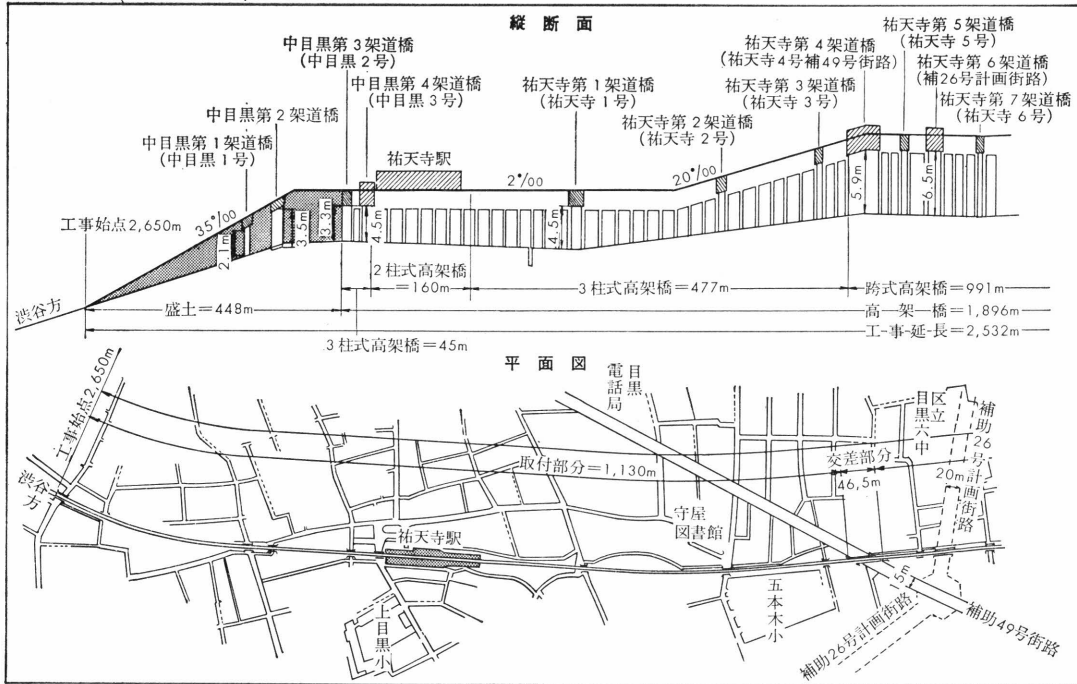 縦断面
中目黒第3架道橋
(中目黒2号)
中目黒第4架道橋
(中目黒3号)
中目黒第2架道橋
中目黒第1架道橋
(中目黒1号)
祐天寺駅
祐天寺第1架道橋
(祐天寺1号)
祐天寺第2架道橋
(祐天寺2号)
祐天寺第3架道橋
(祐天寺3号)
祐天寺第4架道橋
(祐天寺4号補49号街路)
祐天寺第5架道橋
(祐天寺5号)
祐天寺第6架道橋
(補26号計画街路)
祐天寺第7架道橋
(祐天寺6号)
工事始点2,650m
35‰
2‰
20‰
2.1m
3.5m
3.3m
4.5m
4.5m
5.9m
6.5m
渋谷方
盛土=448m
3柱式高架橋=45m
2柱式高架橋
=160m
3柱式高架橋=477m
跨式高架橋=991m
高架橋=1,896m
工事延長=2,532m
平面図
工事始点2,650m
渋谷方
取付部分=1,130m
交差部分
46,5m
目黒
電話局
区立
目黒六中
補助26号計画街路
20m
守屋
図書館
祐天寺駅
上目黒小
五本木小
15m
補助26号計画街路
補助49号街路